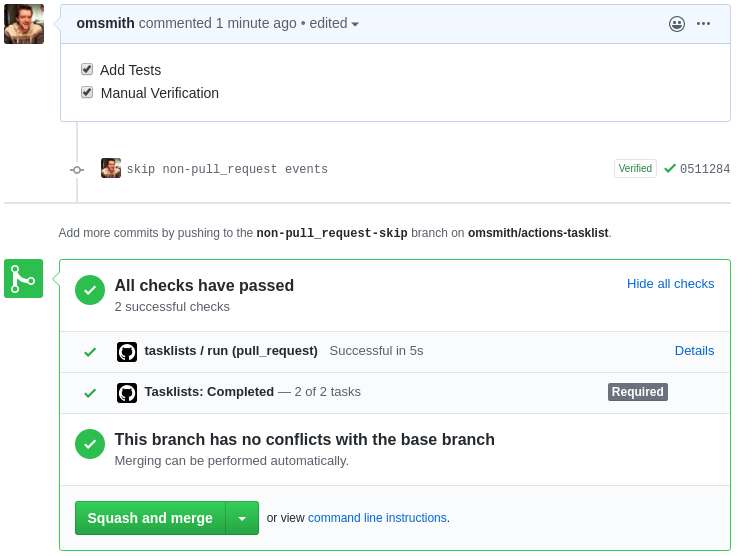 omsmith commented 1 minute ago • edited
Add Tests
Manual Verification
skip non-pull_request events Verified 0511284
Add more commits by pushing to the non-pull_request-skip branch on omsmith/actions-tasklist.
All checks have passed Hide all checks
2 successful checks
tasklists / run (pull_request) Successful in 5s Details
Tasklists: Completed — 2 of 2 tasks Required
This branch has no conflicts with the base branch
Merging can be performed automatically.
Squash and merge or view command line instructions.